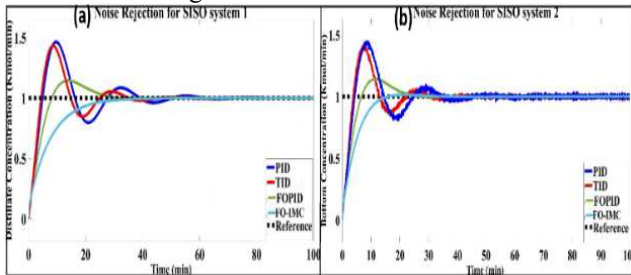 (a) Noise Rejection for SISO system 1
Distillate Concentration (Kmol/min)
1.5
1
0.5
0
PID
TID
FOPID
FO-IMC
Reference
0 20 40 60 80 100
Time (min)
(b) Noise Rejection for SISO system 2
Bottom Concentration (Kmol/min)
1.5
1
0.5
0
PID
TID
FOPID
FO-IMC
Reference
0 10 20 30 40 50 60 70 80 90 100
Time (min)